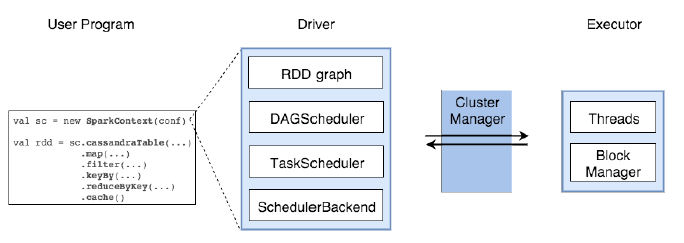 User Program
Driver
Executor
val sc = new SparkContext(conf)
val rdd = sc.cassandraTable(...)
.map(...)
.filter(...)
.keyBy(...)
.reduceByKey(...)
.cache()
RDD graph
DAGScheduler
TaskScheduler
SchedulerBackend
Cluster
Manager
Threads
Block
Manager